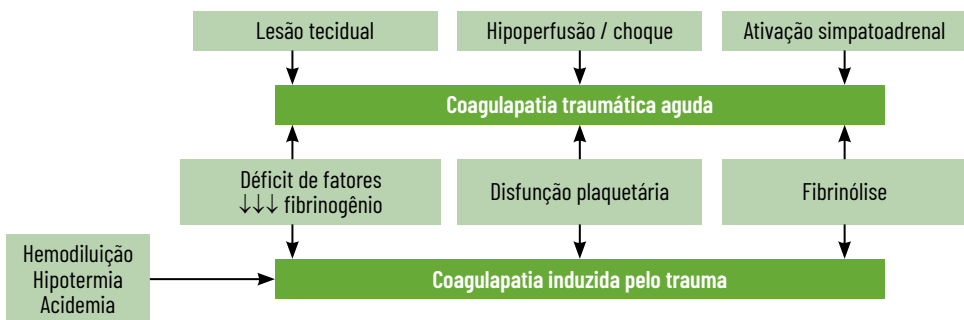 Lesão tecidual
Hipoperfusão / choque
Ativação simpatoadrenal
Coagulapatia traumática aguda
Déficit de fatores
↓↓↓ fibrinogênio
Disfunção plaquetária
Fibrinólise
Hemodiluição
Hipotermia
Acidemia
Coagulapatia induzida pelo trauma